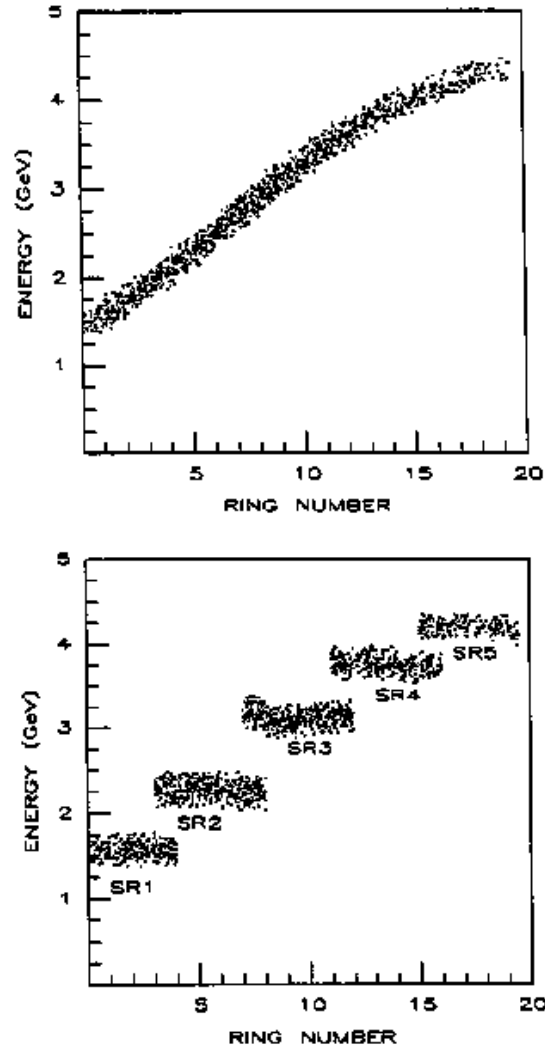 5
4
3
2
1
ENERGY (GeV)
5 10 15 20
RING NUMBER
5
4
3
2
1
ENERGY (GeV)
SR5
SR4
SR3
SR2
SR1
5 10 15 20
RING NUMBER